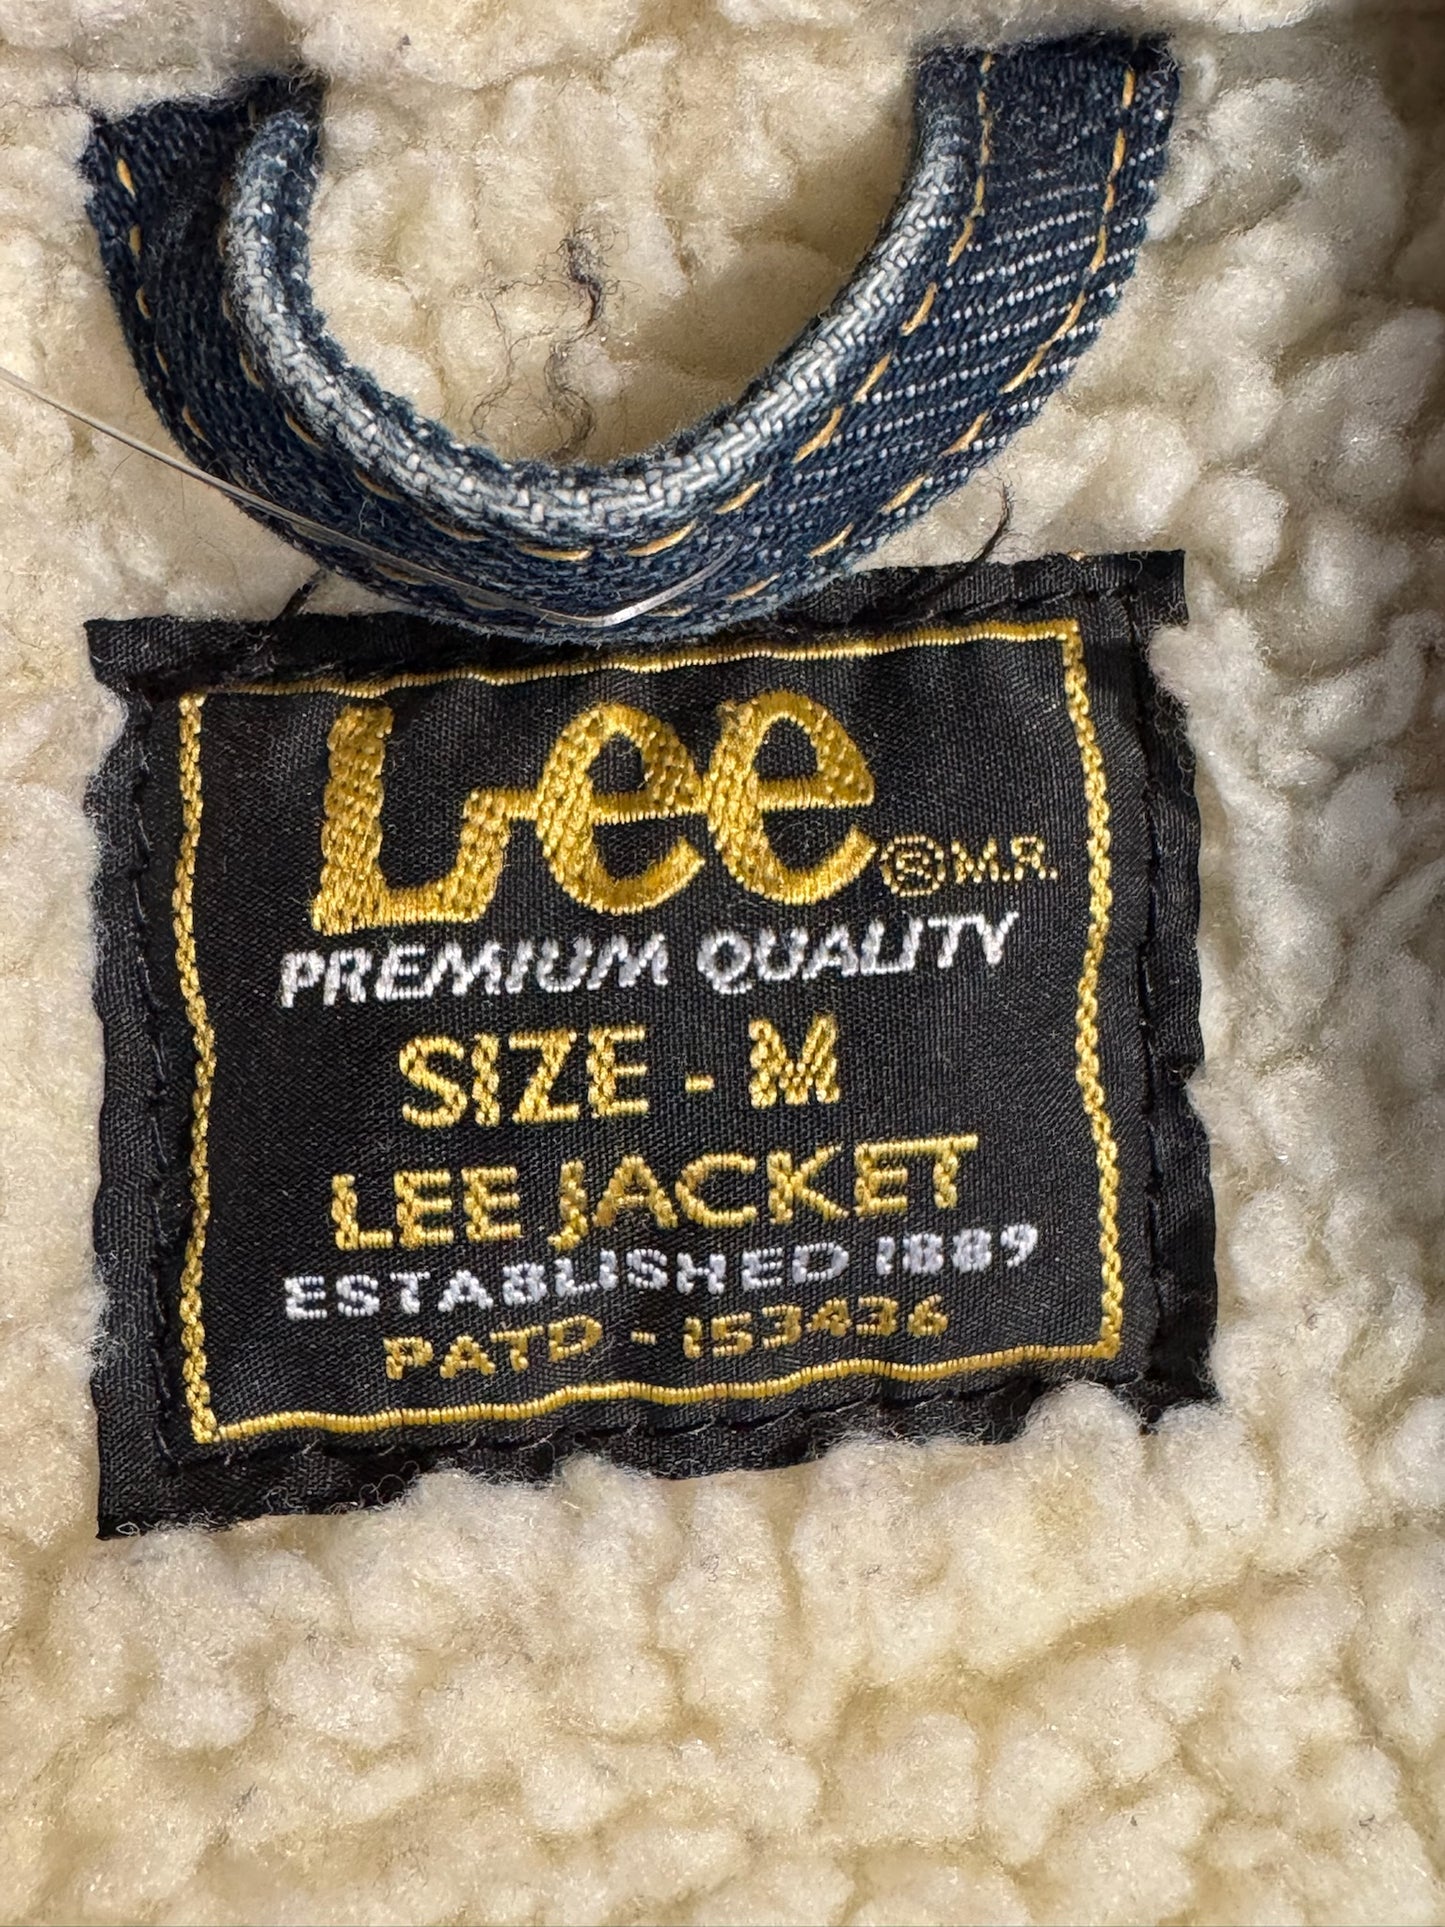 Lee ® M.R.
PREMIUM QUALITY
SIZE - M
LEE JACKET
ESTABLISHED 1889
PATD - 153436